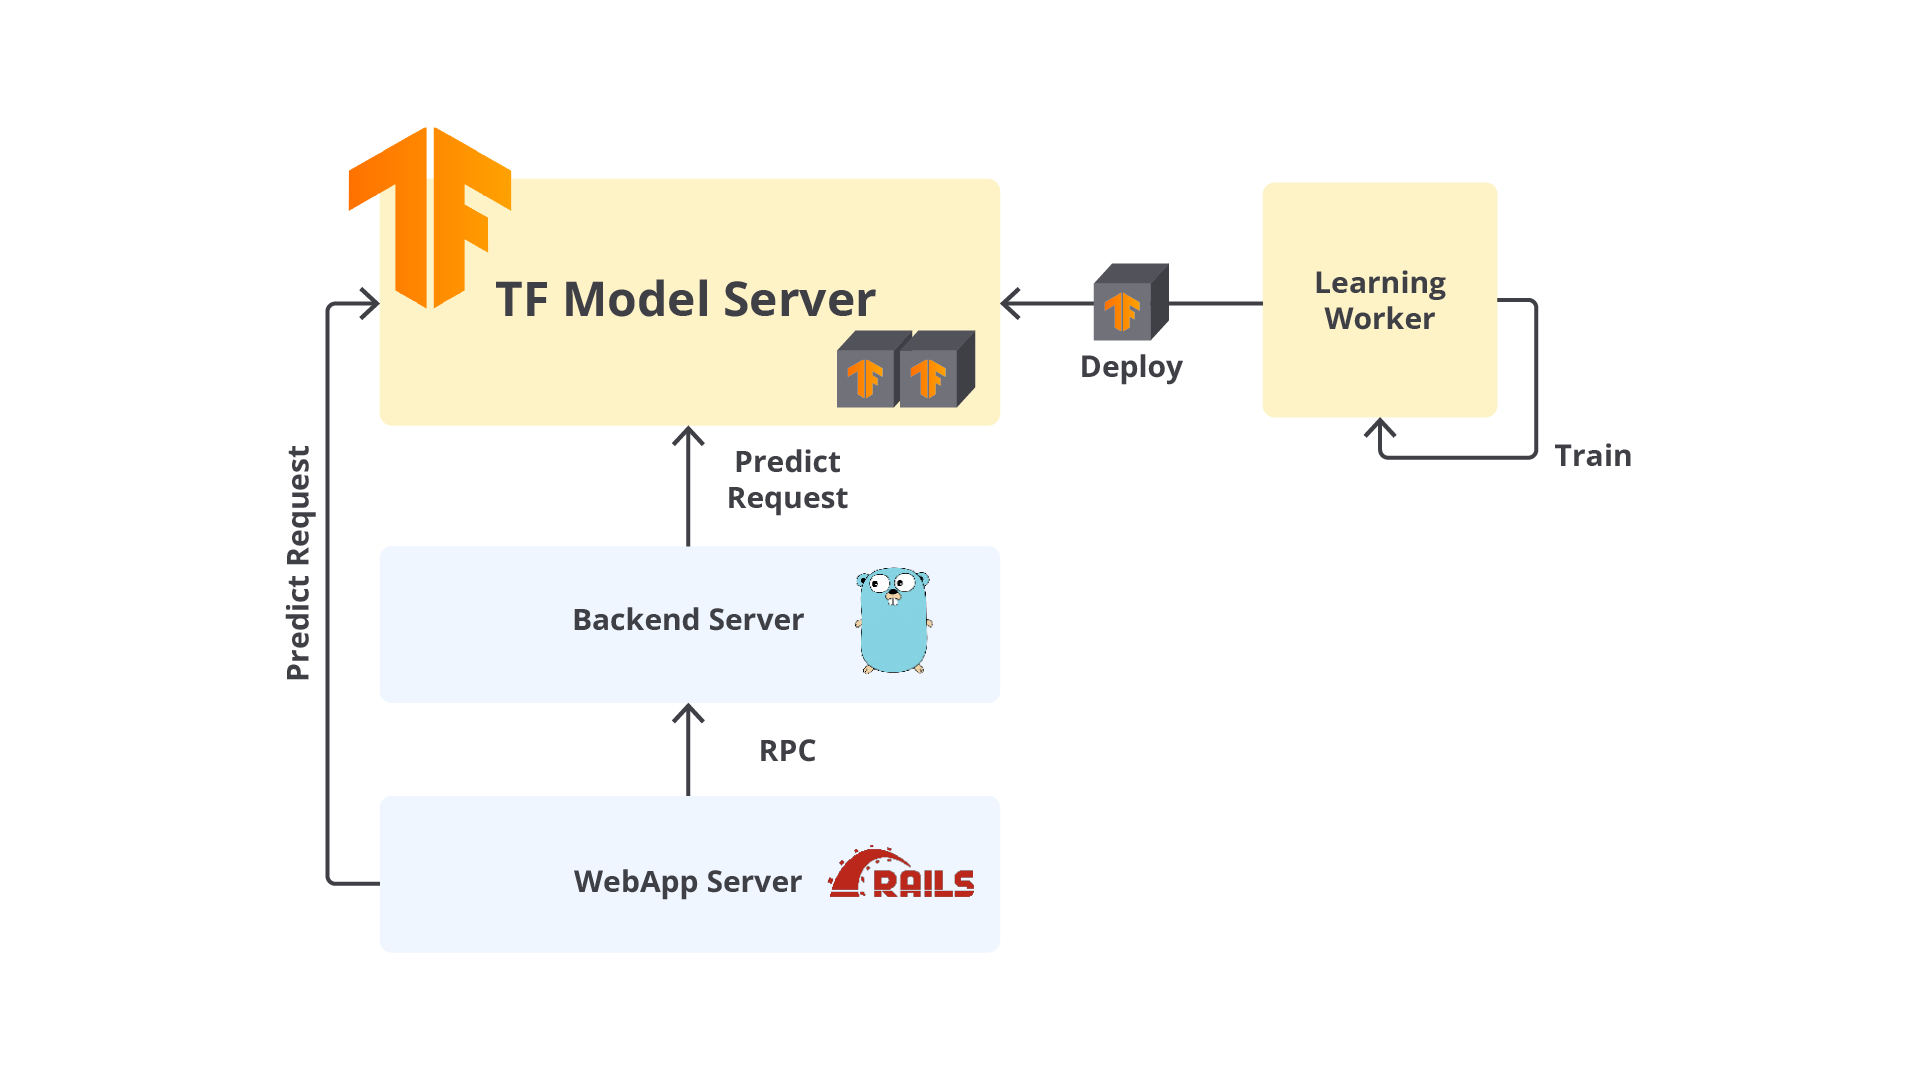 TF Model Server
Learning
Worker
Deploy
Train
Predict
Request
Predict Request
Backend Server
RPC
WebApp Server
RAILS